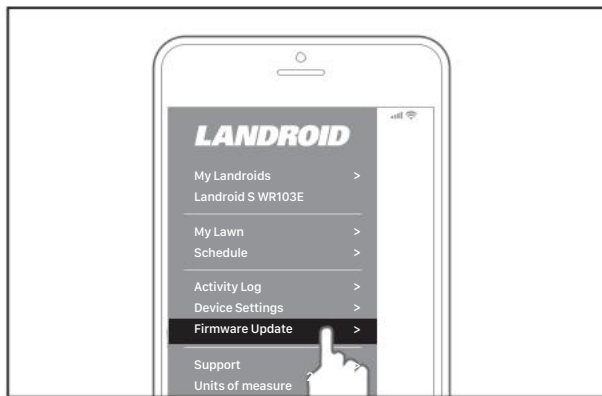 LANDROID
My Landroids >
Landroid S WR103E
My Lawn >
Schedule >
Activity Log >
Device Settings >
Firmware Update >
Support >
Units of measure